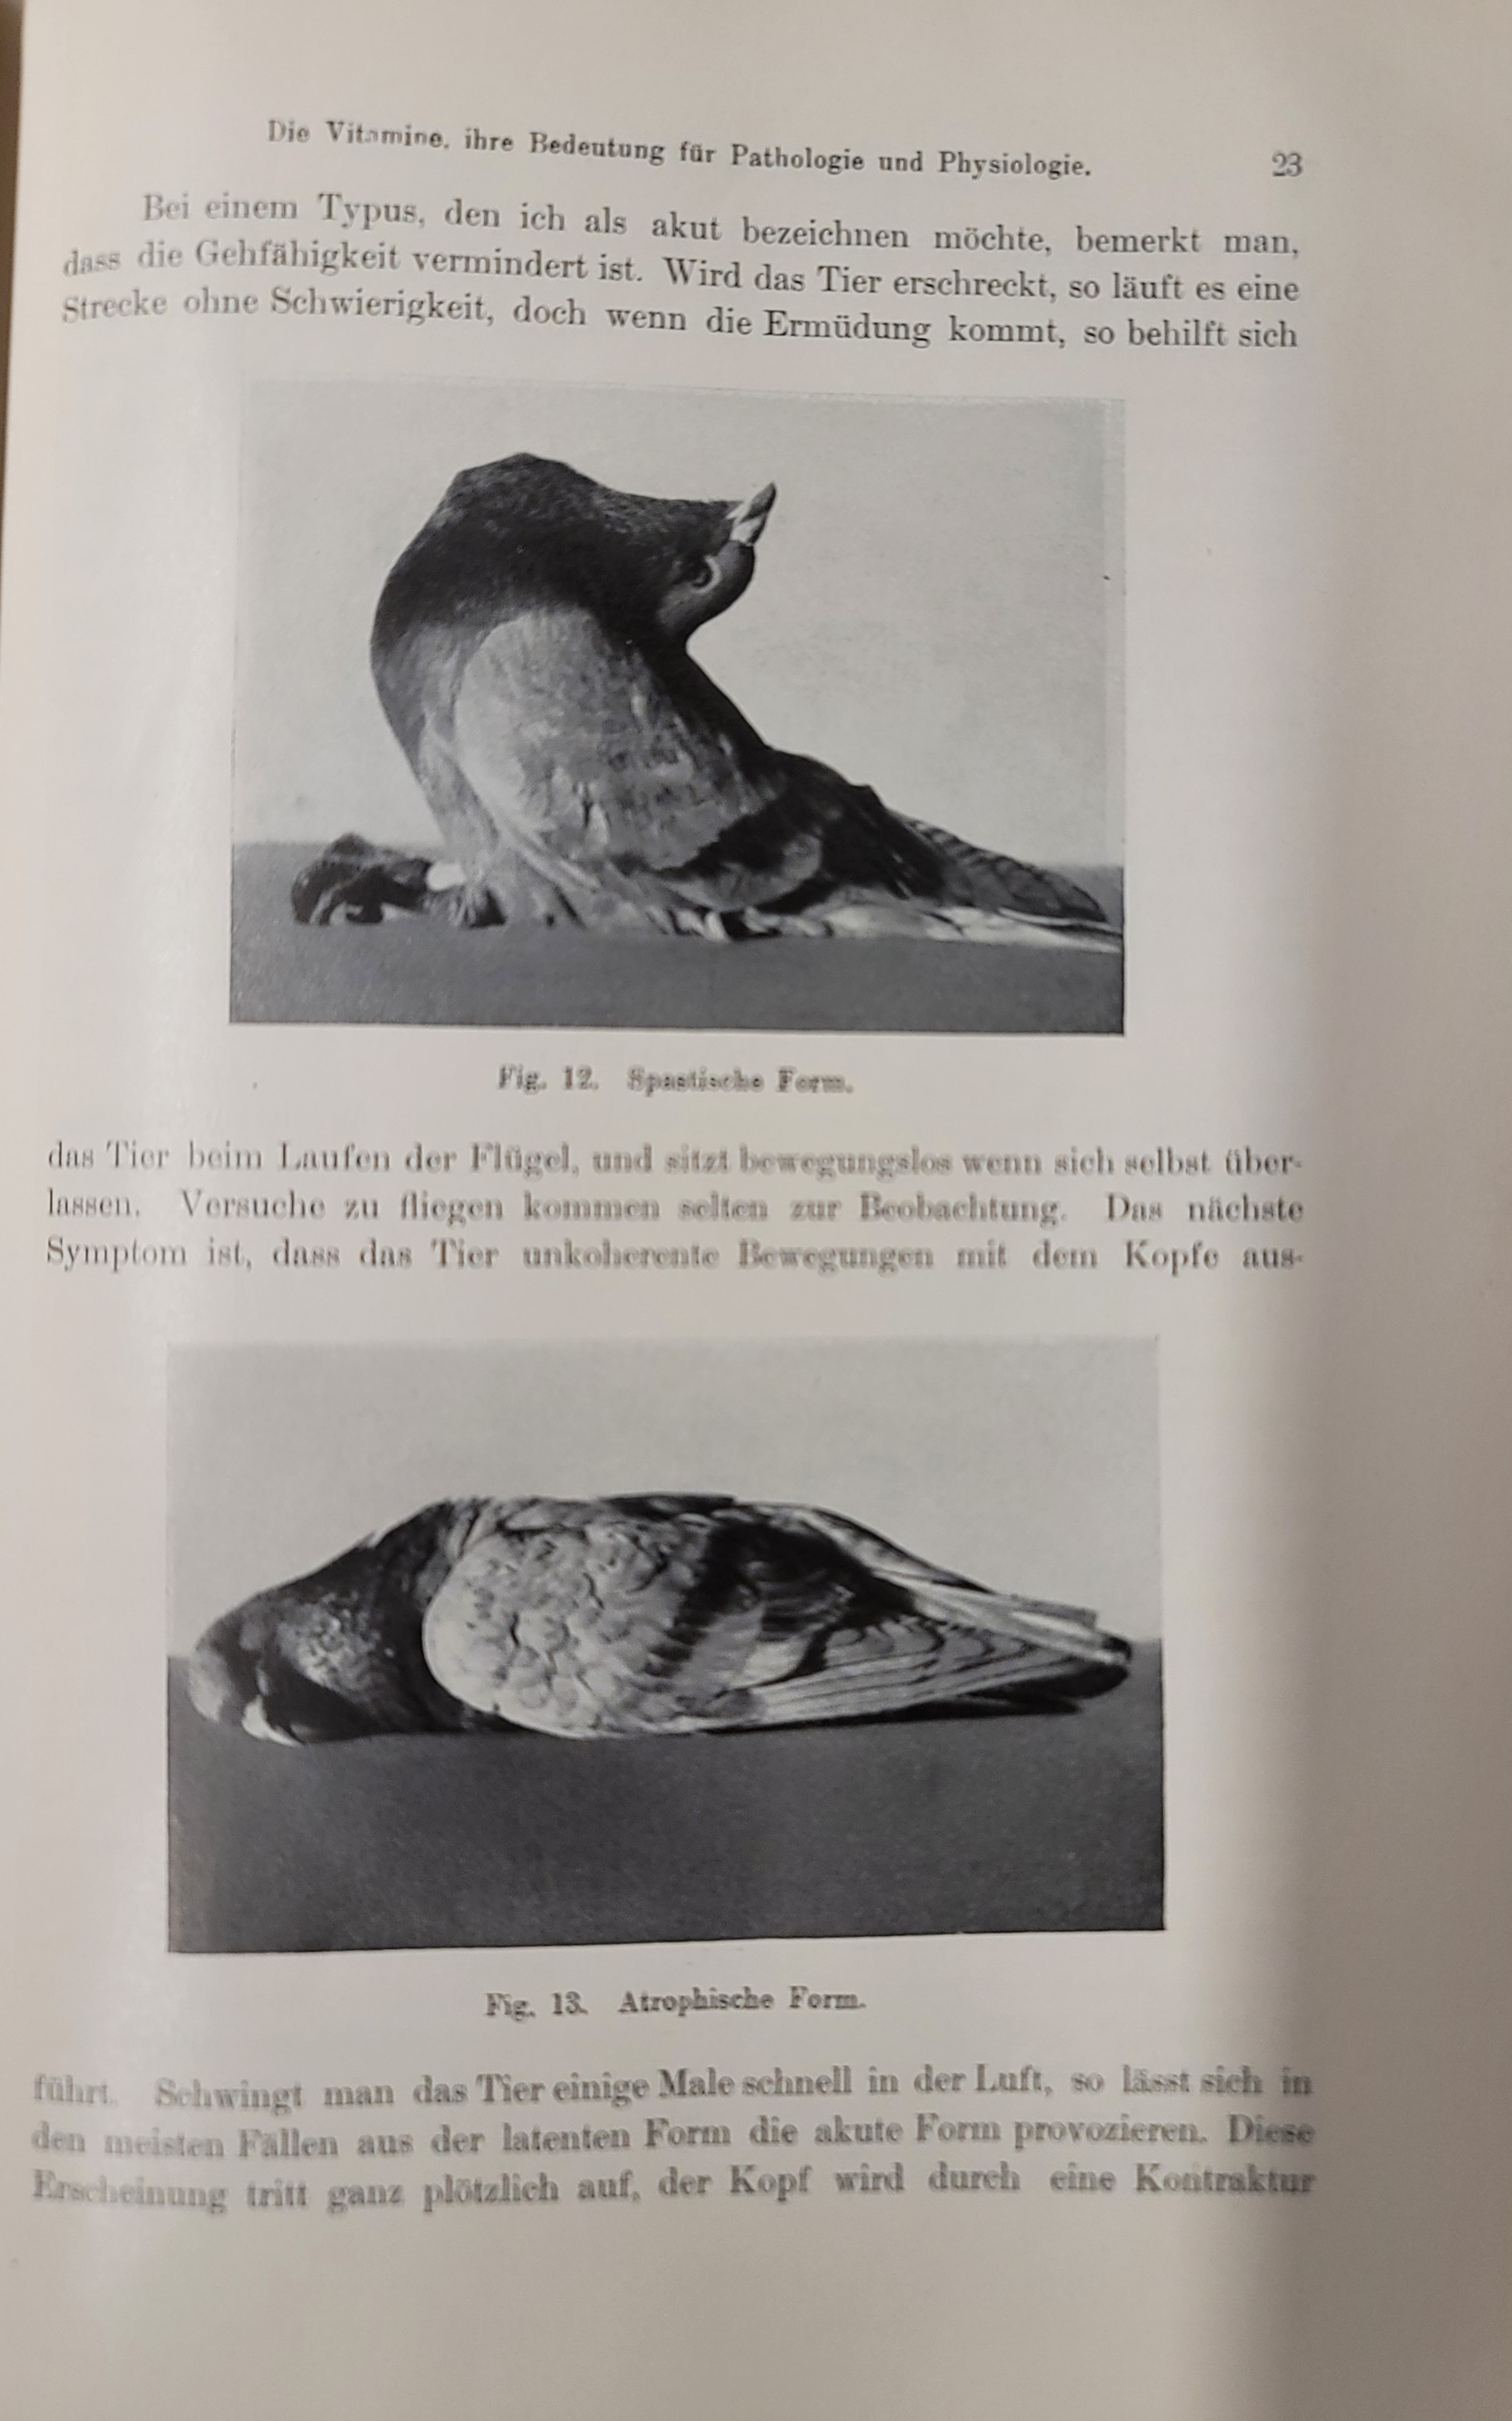 Die Vitamine, ihre Bedeutung für Pathologie und Physiologie. 23
Bei einem Typus, den ich als akut bezeichnen möchte, bemerkt man,
dass die Gehfähigkeit vermindert ist. Wird das Tier erschreckt, so läuft es eine
Strecke ohne Schwierigkeit, doch wenn die Ermüdung kommt, so behilft sich
Fig. 12. Spastische Form.
das Tier beim Laufen der Flügel, und sitzt bewegungslos wenn sich selbst über-
lassen. Versuche zu fliegen kommen selten zur Beobachtung. Das nächste
Symptom ist, dass das Tier unkoherente Bewegungen mit dem Kopfe aus-
Fig. 13. Atrophische Form.
führt. Schwingt man das Tier einige Male schnell in der Luft, so lässt sich in
den meisten Fällen aus der latenten Form die akute Form provozieren. Diese
Erscheinung tritt ganz plötzlich auf, der Kopf wird durch eine Kontraktur